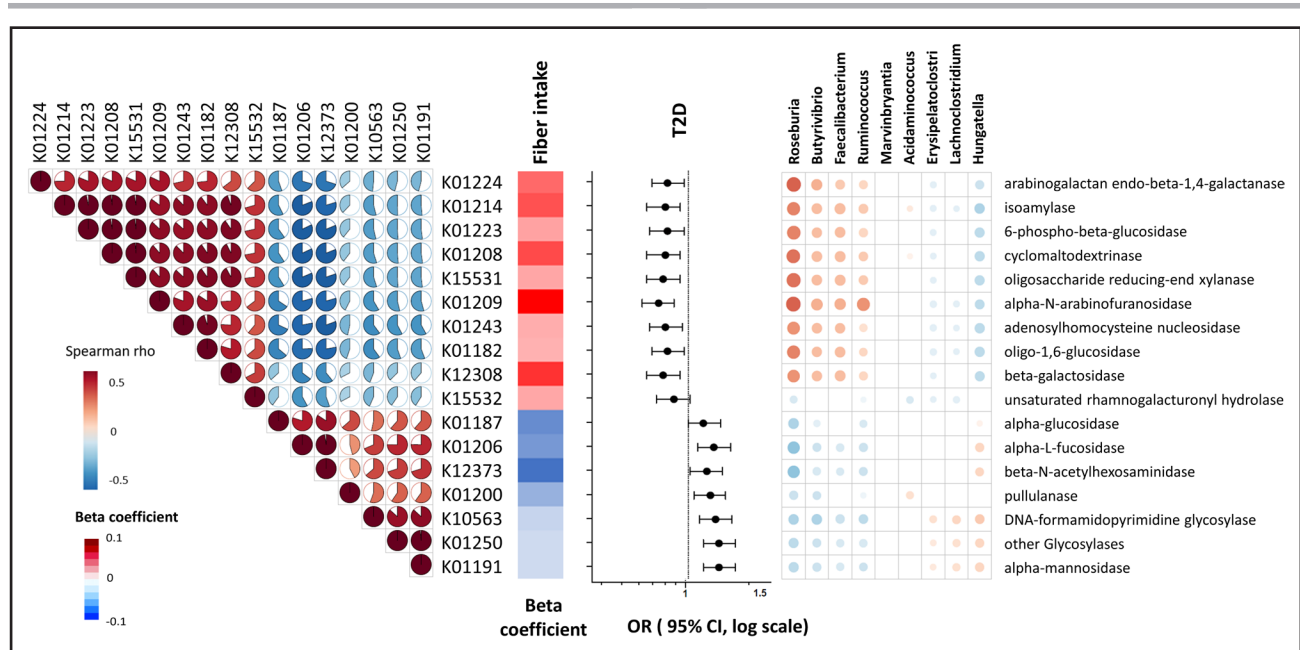 K01224
K01214
K01223
K01208
K15531
K01209
K01243
K01182
K12308
K15532
K01187
K01206
K12373
K01200
K10563
K01250
K01191
Fiber intake
T2D
Roseburia
Butyrivibrio
Faecalibacterium
Ruminococcus
Marvinbryantia
Acidaminococcus
Erysipelatoclostri
Lachnoclostridium
Hungatella
K01224 arabinogalactan endo-beta-1,4-galactanase
K01214 isoamylase
K01223 6-phospho-beta-glucosidase
K01208 cyclomaltodextrinase
K15531 oligosaccharide reducing-end xylanase
K01209 alpha-N-arabinofuranosidase
K01243 adenosylhomocysteine nucleosidase
K01182 oligo-1,6-glucosidase
K12308 beta-galactosidase
K15532 unsaturated rhamnogalacturonyl hydrolase
K01187 alpha-glucosidase
K01206 alpha-L-fucosidase
K12373 beta-N-acetylhexosaminidase
K01200 pullulanase
K10563 DNA-formamidopyrimidine glycosylase
K01250 other Glycosylases
K01191 alpha-mannosidase
Spearman rho
0.5
0
-0.5
Beta coefficient
0.1
0
-0.1
Beta
coefficient
1 1.5
OR ( 95% CI, log scale)